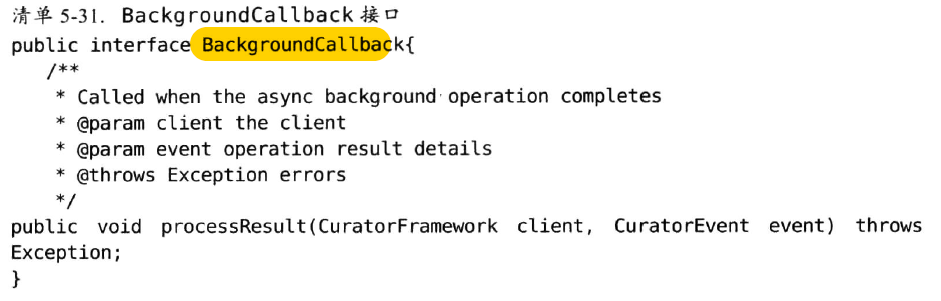 清单 5-31. BackgroundCallback 接口
public interface BackgroundCallback{
    /**
     * Called when the async background operation completes
     * @param client the client
     * @param event operation result details
     * @throws Exception errors
     */
public void processResult(CuratorFramework client, CuratorEvent event) throws
Exception;
}